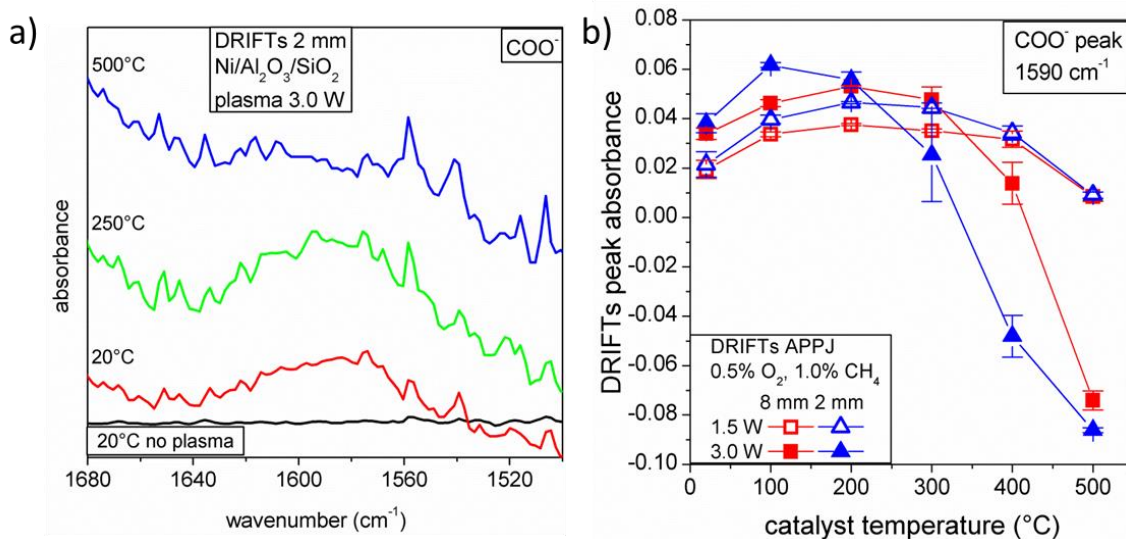 a)
DRIFTs 2 mm
Ni/Al₂O₃/SiO₂
plasma 3.0 W
COO⁻
500°C
250°C
20°C
20°C no plasma
absorbance
1680 1640 1600 1560 1520
wavenumber (cm⁻¹)
b)
COO⁻ peak
1590 cm⁻¹
0.08
0.06
0.04
0.02
0.00
-0.02
-0.04
-0.06
-0.08
-0.10
DRIFTs peak absorbance
DRIFTs APPJ
0.5% O₂, 1.0% CH₄
8 mm 2 mm
1.5 W
3.0 W
0 100 200 300 400 500
catalyst temperature (°C)